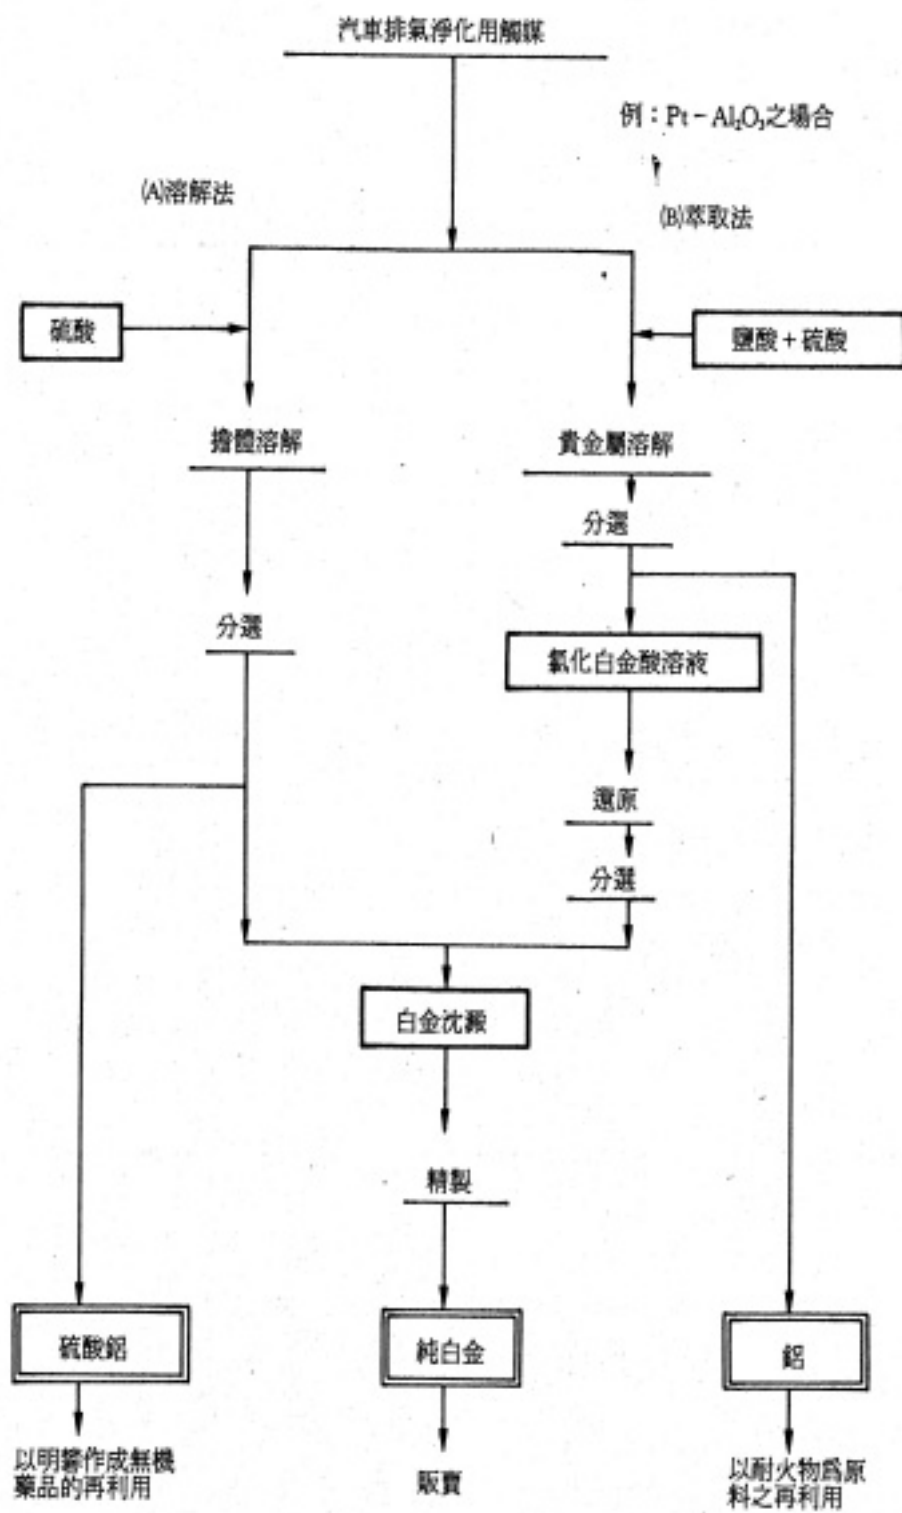 汽車排氣淨化用觸媒
例：Pt－Al₂O₃之場合
(A)溶解法
(B)萃取法
硫酸
鹽酸＋硫酸
擔體溶解
貴金屬溶解
分選
分選
氯化白金酸溶液
還原
分選
白金沈澱
精製
硫酸鋁
純白金
鋁
以明礬作成無機
藥品的再利用
販賣
以耐火物爲原
料之再利用